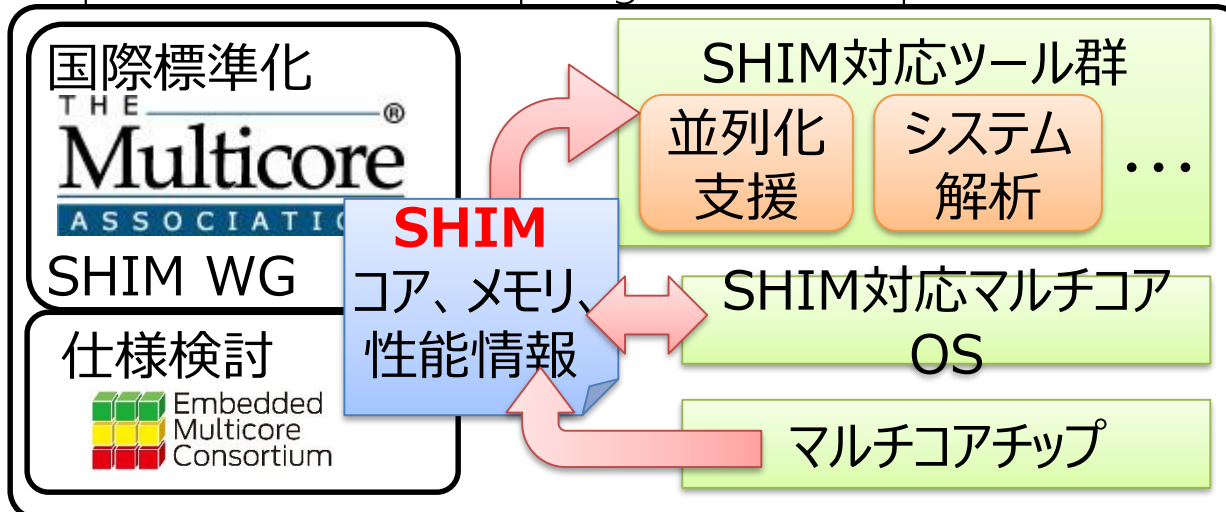 国際標準化
THE
Multicore®
SHIM WG
仕様検討
Embedded
Multicore
Consortium
SHIM
コア、メモリ、
性能情報
SHIM対応ツール群
並列化
支援
システム
解析
...
SHIM対応マルチコア
OS
マルチコアチップ